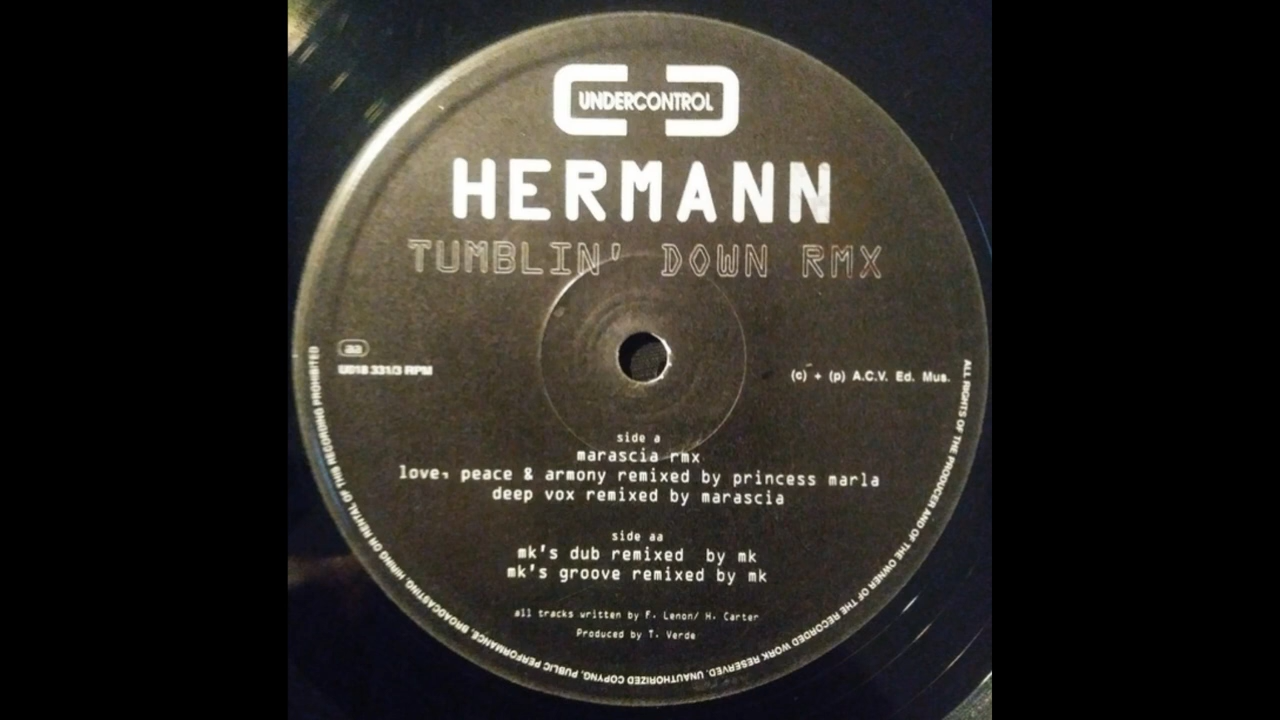 UNDERCONTROL
HERMANN
TUMBLIN' DOWN RMX
aa
U018 331/3 RPM
(c) + (p) A.C.V. Ed. Mus.
side a
marascia rmx
love, peace & armony remixed by princess marla
deep vox remixed by marascia
side aa
mk's dub remixed by mk
mk's groove remixed by mk
all tracks written by F. Lenon/ H. Carter
Produced by T. Verde
ALL RIGHTS OF THE PRODUCER AND OF THE OWNER OF THE RECORDED WORK RESERVED. UNAUTHORIZED COPYNG, PUBLIC PERFORMANCE, BROADCASTING, HIRING OR RENTAL OF THIS RECORDING PROHIBITED